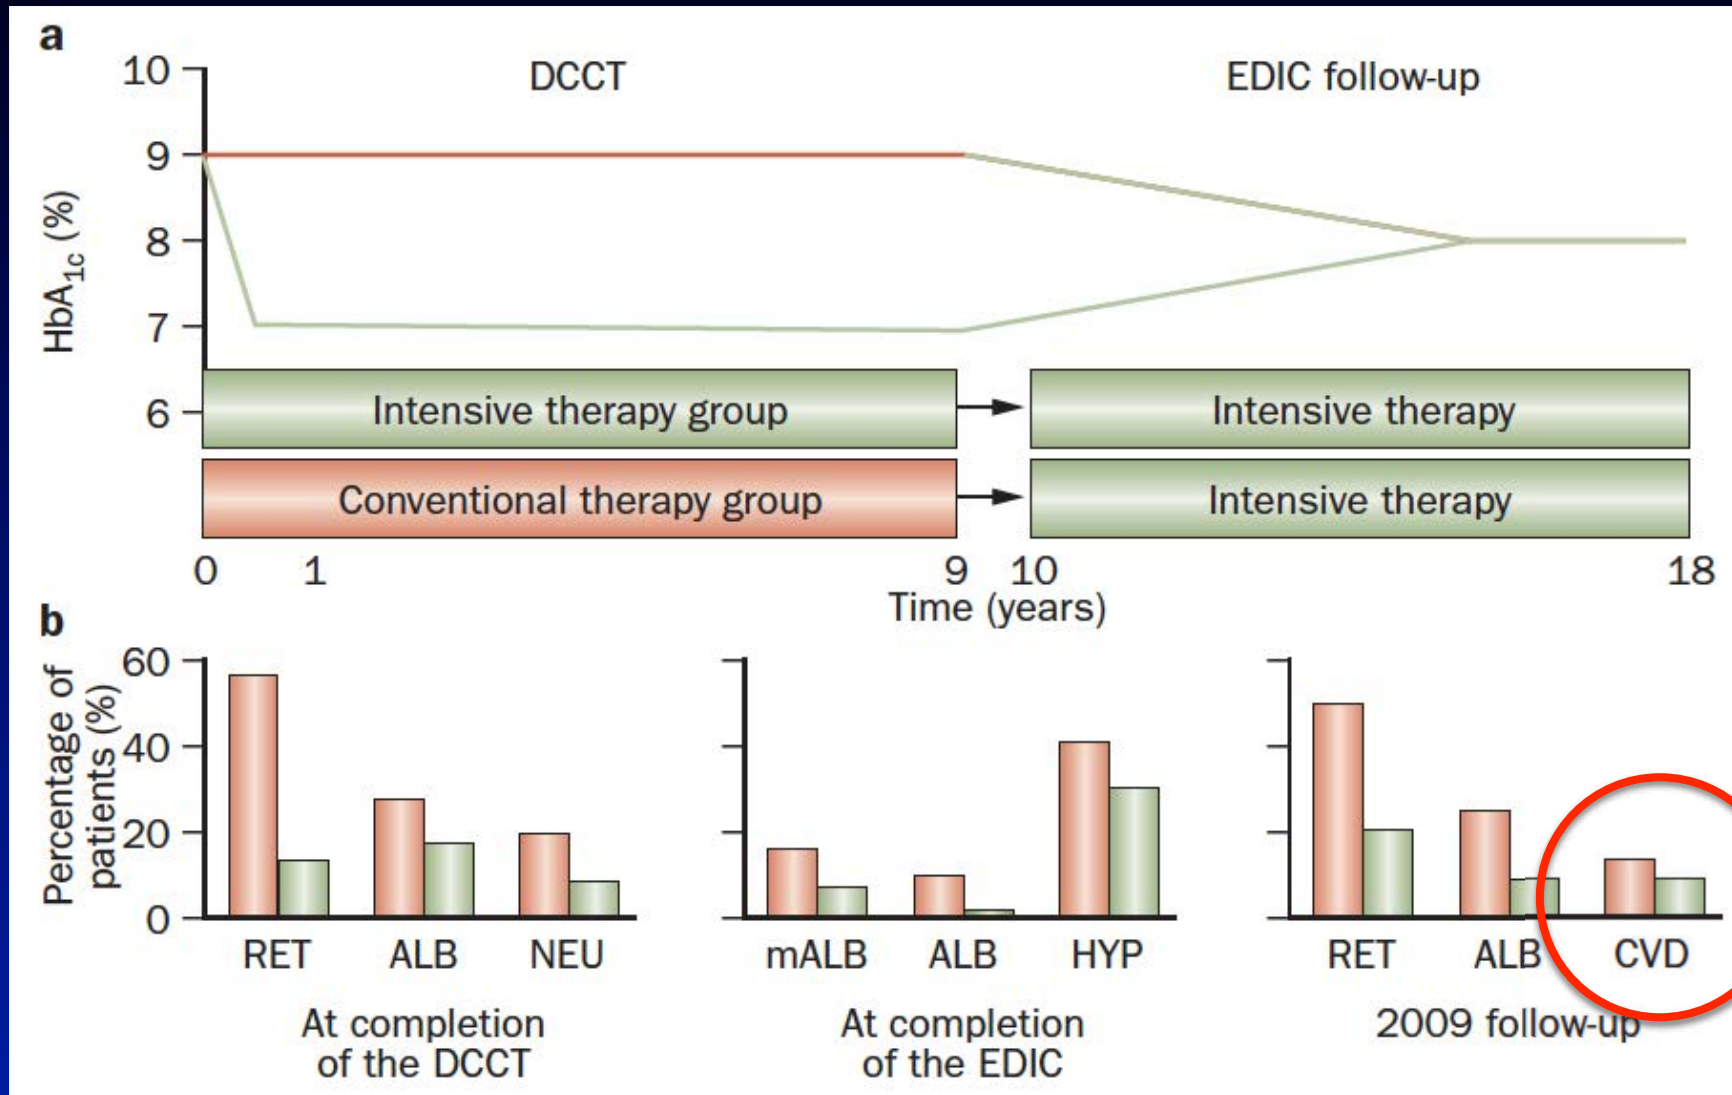 a
DCCT
EDIC follow-up
10
9
8
7
6
HbA1c (%)
Intensive therapy group
Intensive therapy
Conventional therapy group
Intensive therapy
0 1 9 10 18
Time (years)
b
Percentage of
patients (%)
60
40
20
0
RET ALB NEU
At completion
of the DCCT
mALB ALB HYP
At completion
of the EDIC
RET ALB CVD
2009 follow-up